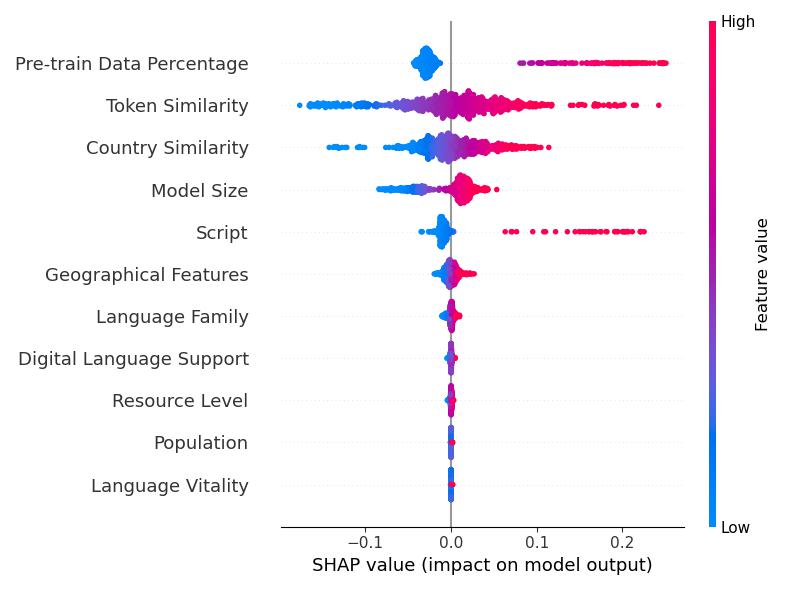 High
Pre-train Data Percentage
Token Similarity
Country Similarity
Model Size
Script
Geographical Features
Language Family
Digital Language Support
Resource Level
Population
Language Vitality
Feature value
Low
−0.1 0.0 0.1 0.2
SHAP value (impact on model output)